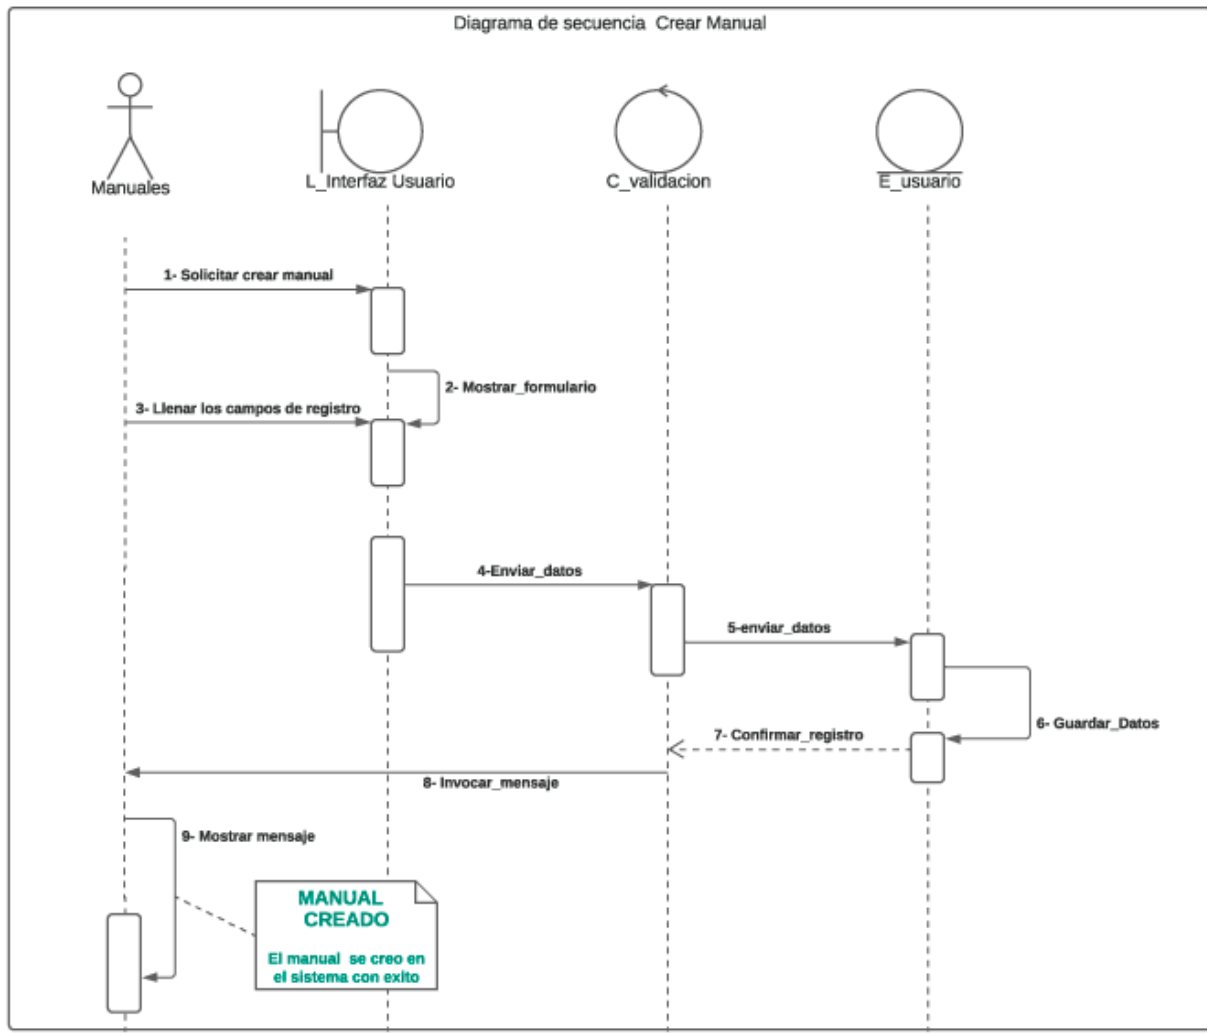 Diagrama de secuencia Crear Manual
Manuales
L_Interfaz Usuario
C_validacion
E_usuario
1- Solicitar crear manual
2- Mostrar_formulario
3- Llenar los campos de registro
4-Enviar_datos
5-enviar_datos
6- Guardar_Datos
7- Confirmar_registro
8- Invocar_mensaje
9- Mostrar mensaje
MANUAL
CREADO
El manual se creo en
el sistema con exito